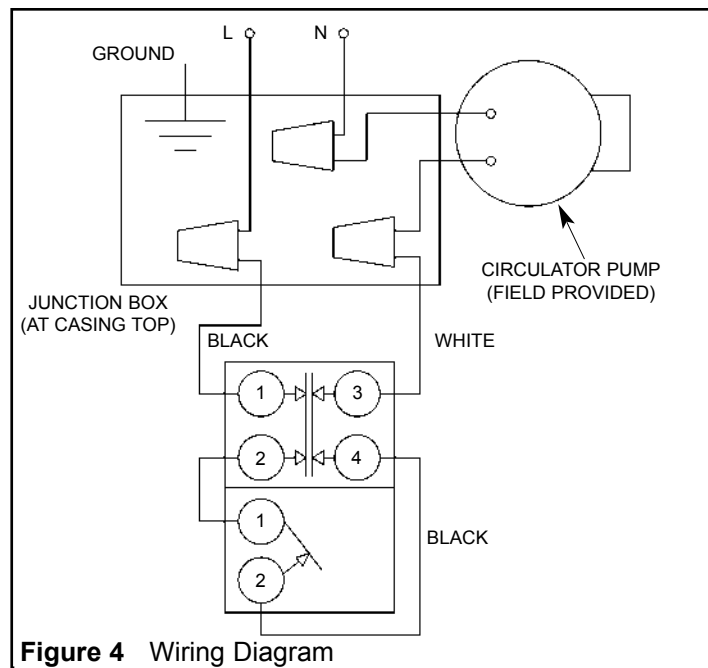 L N
GROUND
CIRCULATOR PUMP
(FIELD PROVIDED)
JUNCTION BOX
(AT CASING TOP)
BLACK
WHITE
1 3
2 4
1
BLACK
2
Figure 4 Wiring Diagram